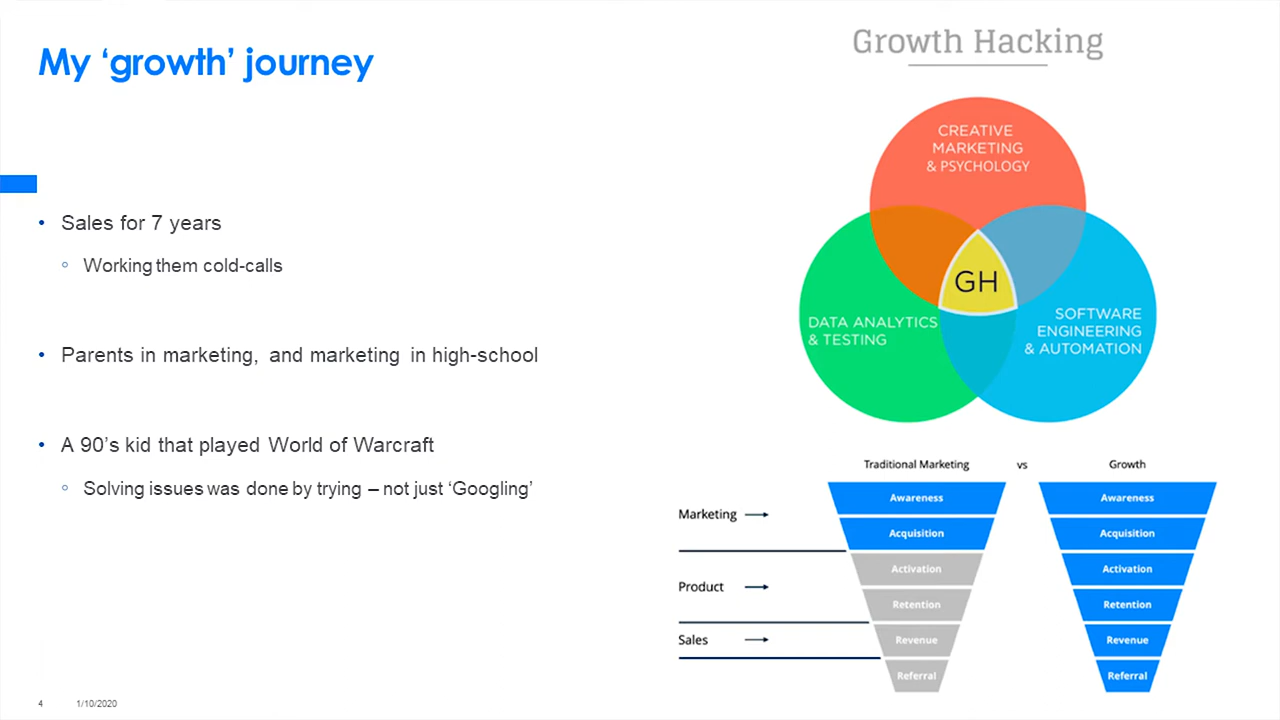 My ‘growth’ journey
• Sales for 7 years
◦ Working them cold-calls
• Parents in marketing, and marketing in high-school
• A 90’s kid that played World of Warcraft
◦ Solving issues was done by trying – not just ‘Googling’
Growth Hacking
CREATIVE
MARKETING
& PSYCHOLOGY
GH
DATA ANALYTICS
& TESTING
SOFTWARE
ENGINEERING
& AUTOMATION
Traditional Marketing vs Growth
Awareness Awareness
Marketing
Acquisition Acquisition
Activation Activation
Product
Retention Retention
Sales Revenue Revenue
Referral Referral
4 1/10/2020